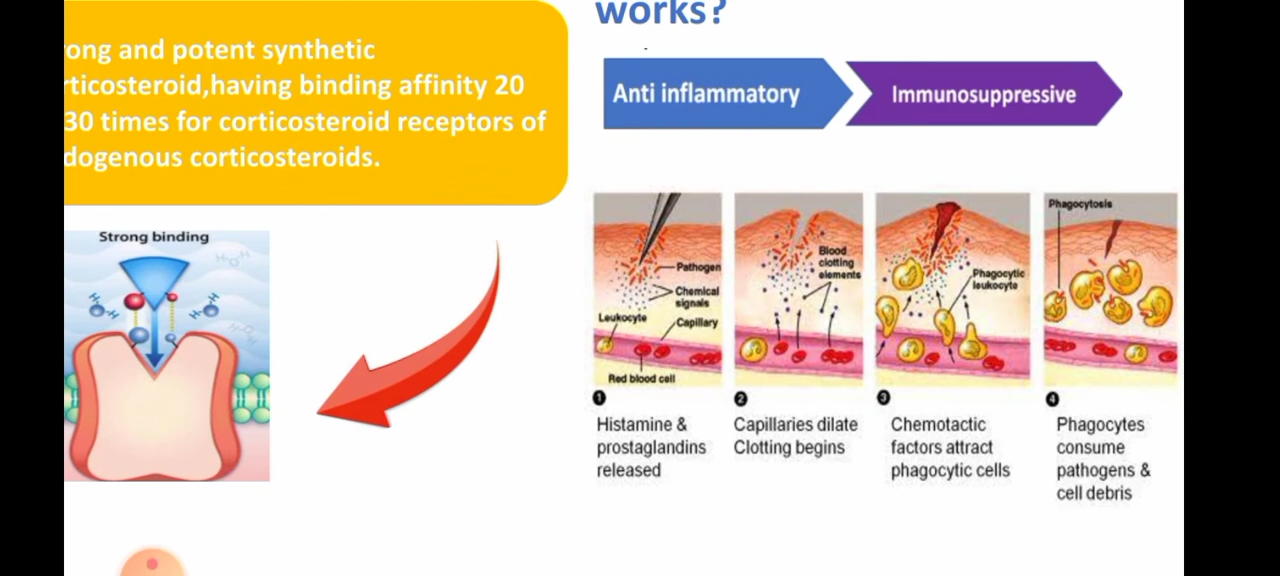 works?
rong and potent synthetic
rticosteroid,having binding affinity 20
30 times for corticosteroid receptors of
dogenous corticosteroids.
Anti inflammatory
Immunosuppressive
Strong binding
Pathogen
Chemical
signals
Leukocyte
Capillary
Red blood cell
Blood
clotting
elements
Phagocytic
leukocyte
Phagocytosis
1
Histamine &
prostaglandins
released
2
Capillaries dilate
Clotting begins
3
Chemotactic
factors attract
phagocytic cells
4
Phagocytes
consume
pathogens &
cell debris